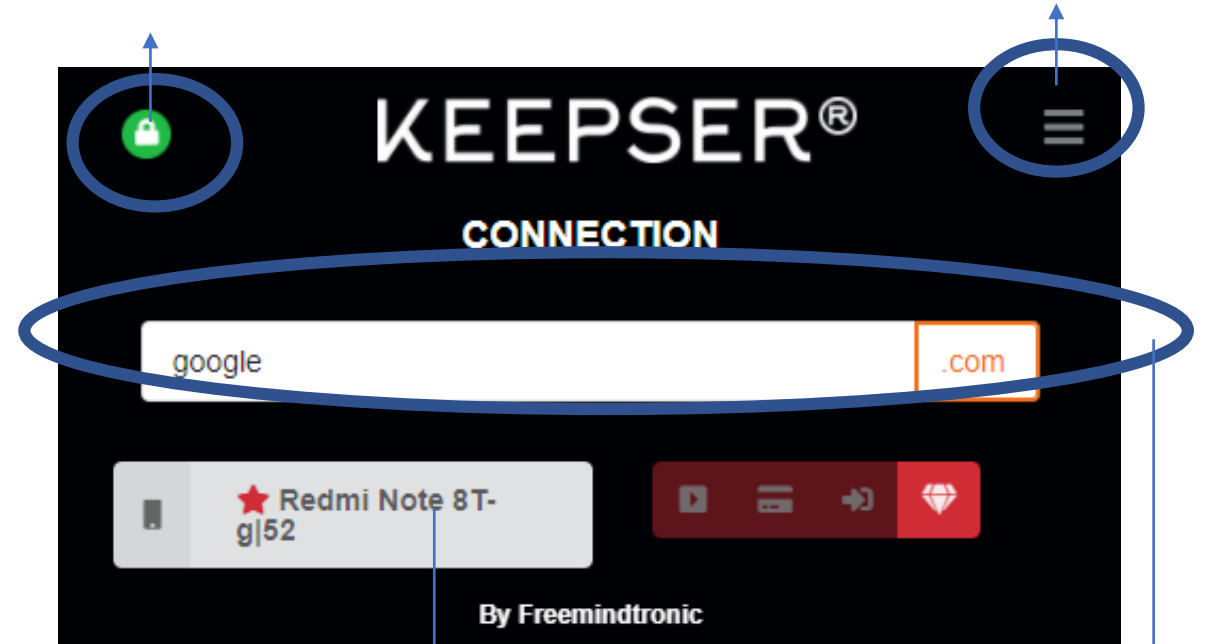 KEEPSER®
CONNECTION
google .com
Redmi Note 8T-
g|52
By Freemindtronic